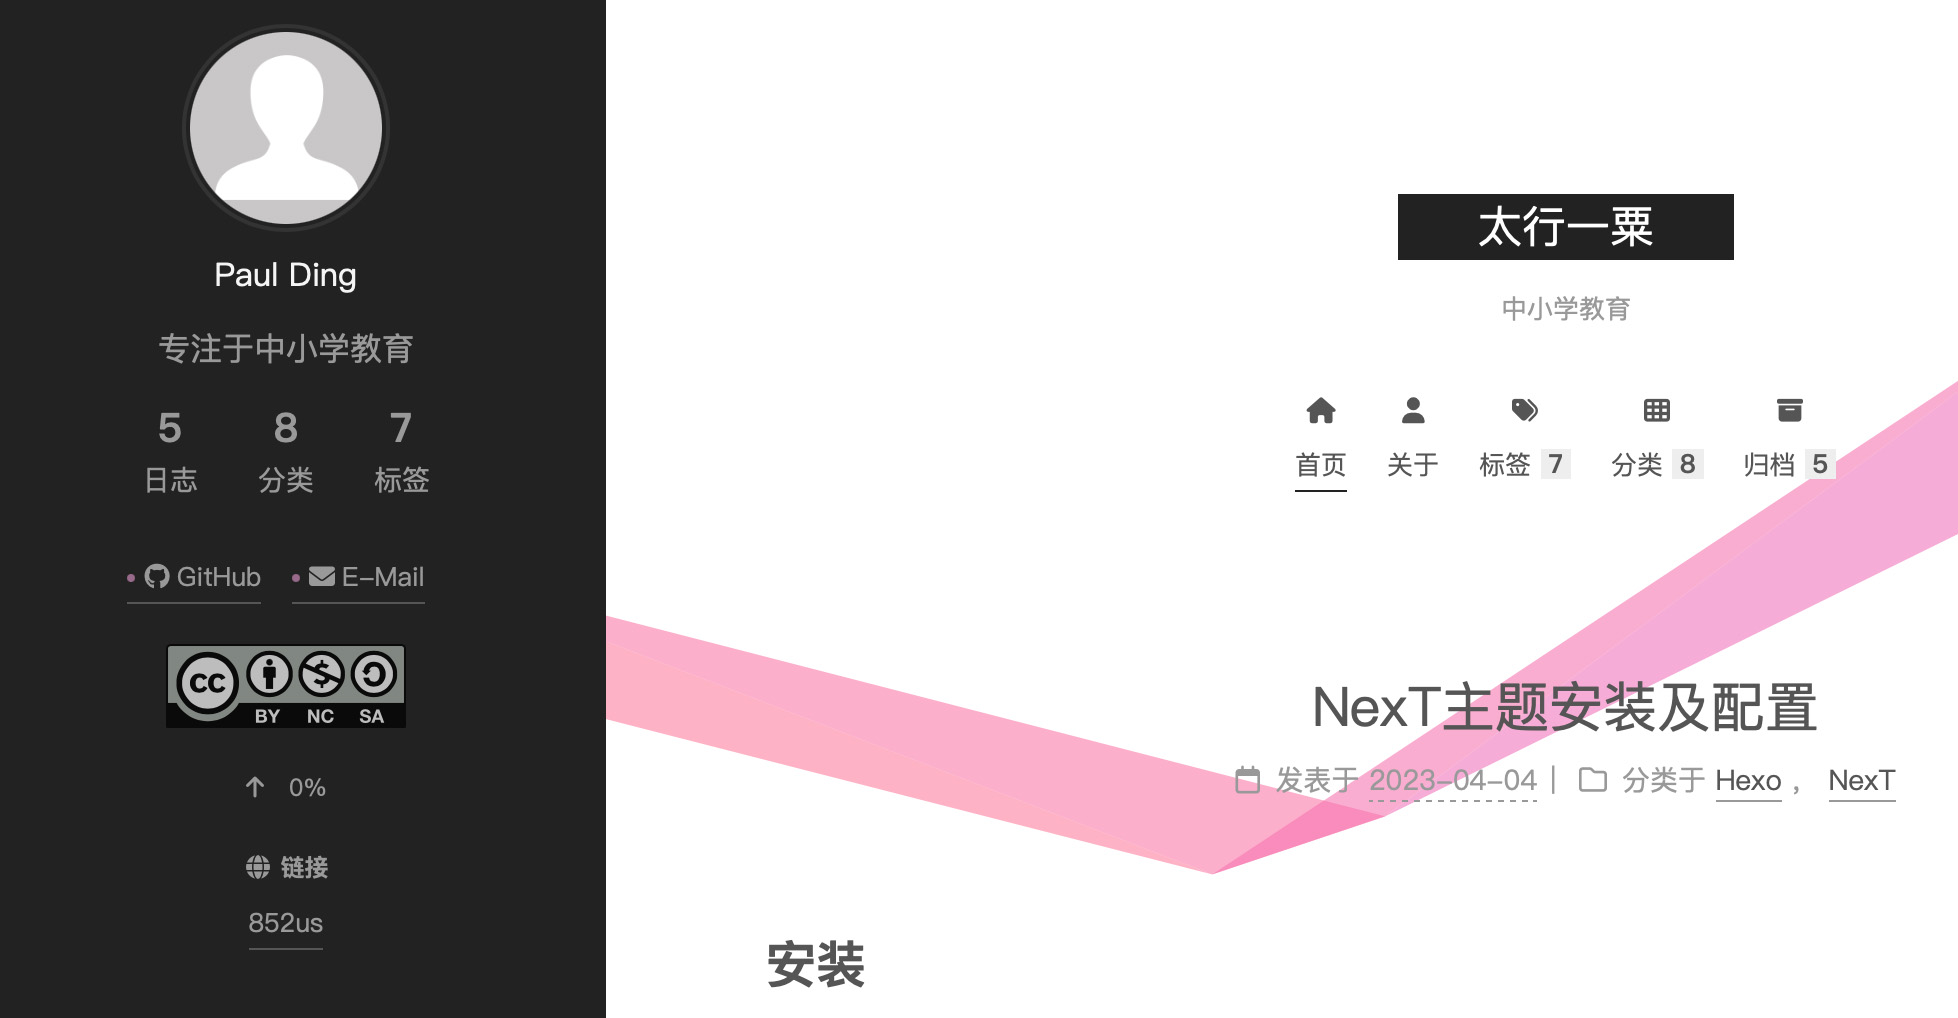 Paul Ding
专注于中小学教育
5 8 7
日志 分类 标签
GitHub E-Mail
CC BY NC SA
0%
链接
852us
太行一粟
中小学教育
首页 关于 标签 7 分类 8 归档 5
NexT主题安装及配置
发表于 2023-04-04 | 分类于 Hexo ， NexT
安装